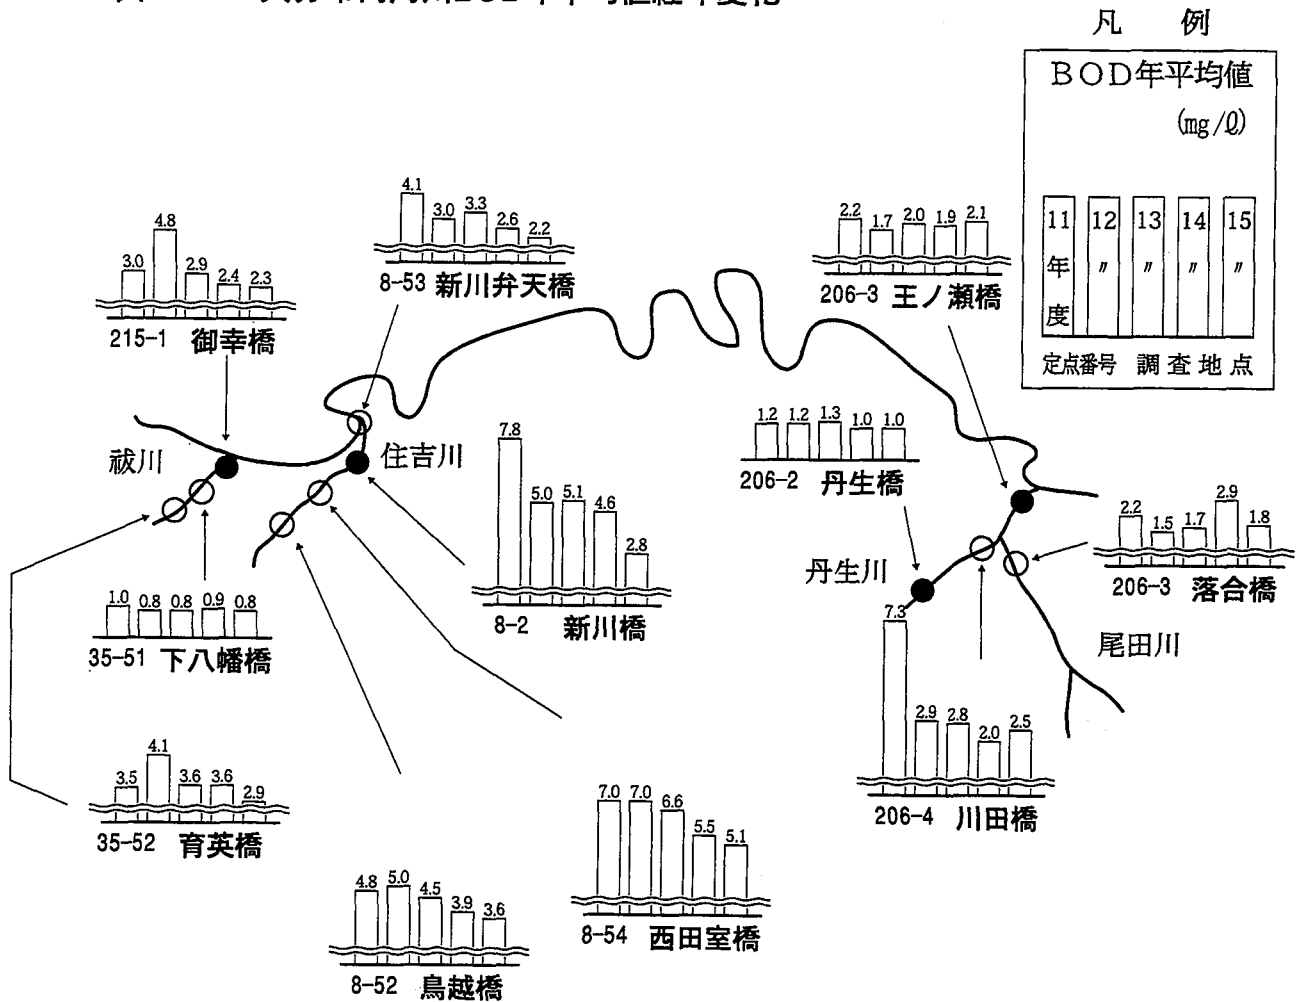 凡 例
BOD年平均値
(mg/ℓ)
11年度 12〃 13〃 14〃 15〃
定点番号 調査地点
4.1 3.0 3.3 2.6 2.2
8-53 新川弁天橋
2.2 1.7 2.0 1.9 2.1
206-3 王ノ瀬橋
3.0 4.8 2.9 2.4 2.3
215-1 御幸橋
祓川
住吉川
7.8 5.0 5.1 4.6 2.8
8-2 新川橋
1.2 1.2 1.3 1.0 1.0
206-2 丹生橋
丹生川
2.2 1.5 1.7 2.9 1.8
206-3 落合橋
尾田川
1.0 0.8 0.8 0.9 0.8
35-51 下八幡橋
7.3 2.9 2.8 2.0 2.5
206-4 川田橋
3.5 4.1 3.6 3.6 2.9
35-52 育英橋
7.0 7.0 6.6 5.5 5.1
8-54 西田室橋
4.8 5.0 4.5 3.9 3.6
8-52 鳥越橋